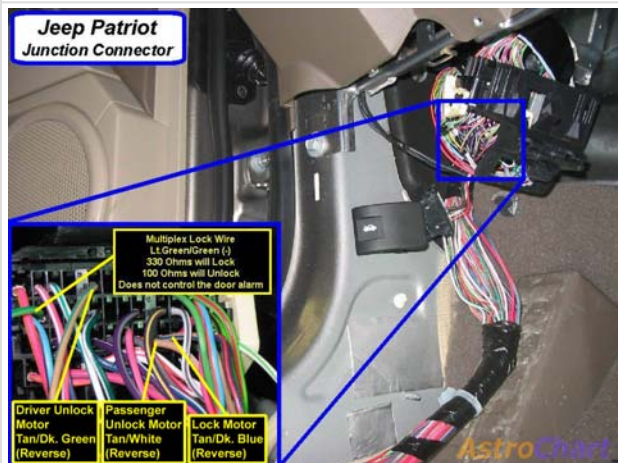 Jeep Patriot
Junction Connector
Multiplex Lock Wire
Lt.Green/Green (-)
330 Ohms will Lock
100 Ohms will Unlock
Does not control the door alarm
Driver Unlock
Motor
Tan/Dk. Green
(Reverse)
Passenger
Unlock Motor
Tan/White
(Reverse)
Lock Motor
Tan/Dk. Blue
(Reverse)
AstroChart